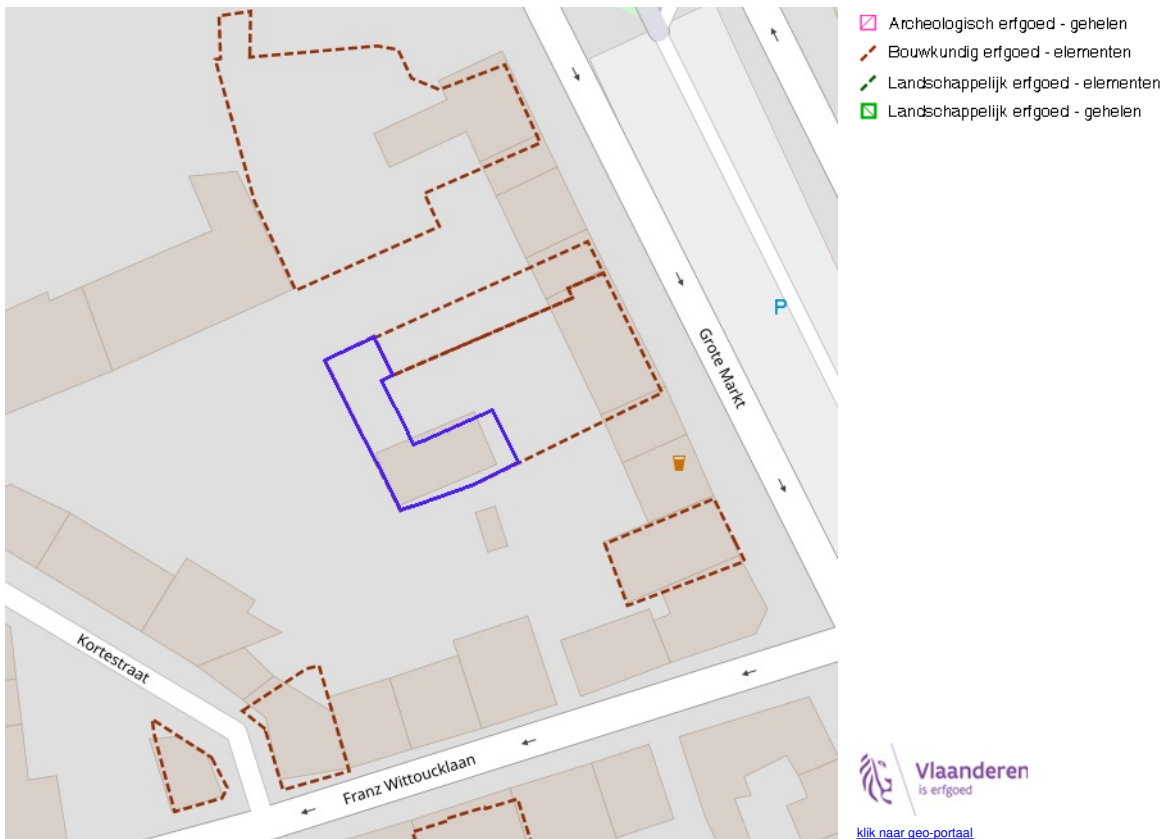 Archeologisch erfgoed - gehelen
Bouwkundig erfgoed - elementen
Landschappelijk erfgoed - elementen
Landschappelijk erfgoed - gehelen
P
Grote Markt
Kortestraat
Franz Wittoucklaan
Vlaanderen
is erfgoed
klik naar geo-portaal